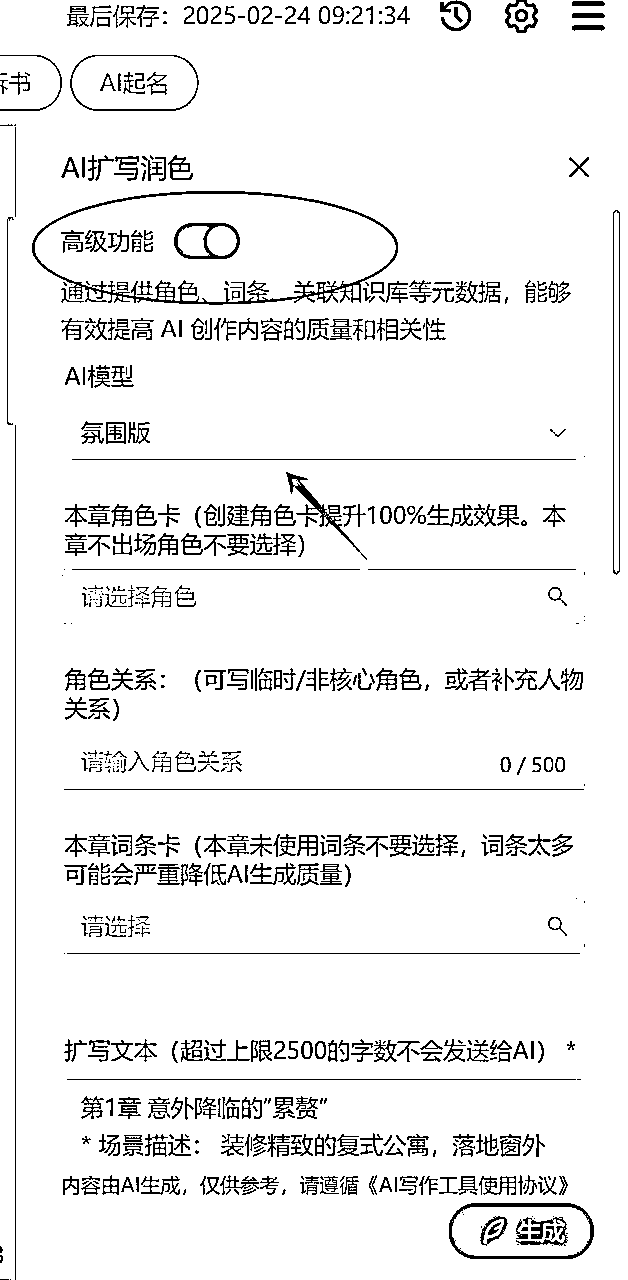 最后保存：2025-02-24 09:21:34
书
AI起名
AI扩写润色
高级功能
通过提供角色、词条、关联知识库等元数据，能够
有效提高 AI 创作内容的质量和相关性
AI模型
氛围版
本章角色卡（创建角色卡提升100%生成效果。本
章不出场角色不要选择）
请选择角色
角色关系：（可写临时/非核心角色，或者补充人物
关系）
请输入角色关系
0 / 500
本章词条卡（本章未使用词条不要选择，词条太多
可能会严重降低AI生成质量）
请选择
扩写文本（超过上限2500的字数不会发送给AI） *
第1章 意外降临的"累赘"
* 场景描述： 装修精致的复式公寓，落地窗外
内容由AI生成，仅供参考，请遵循《AI写作工具使用协议》
生成